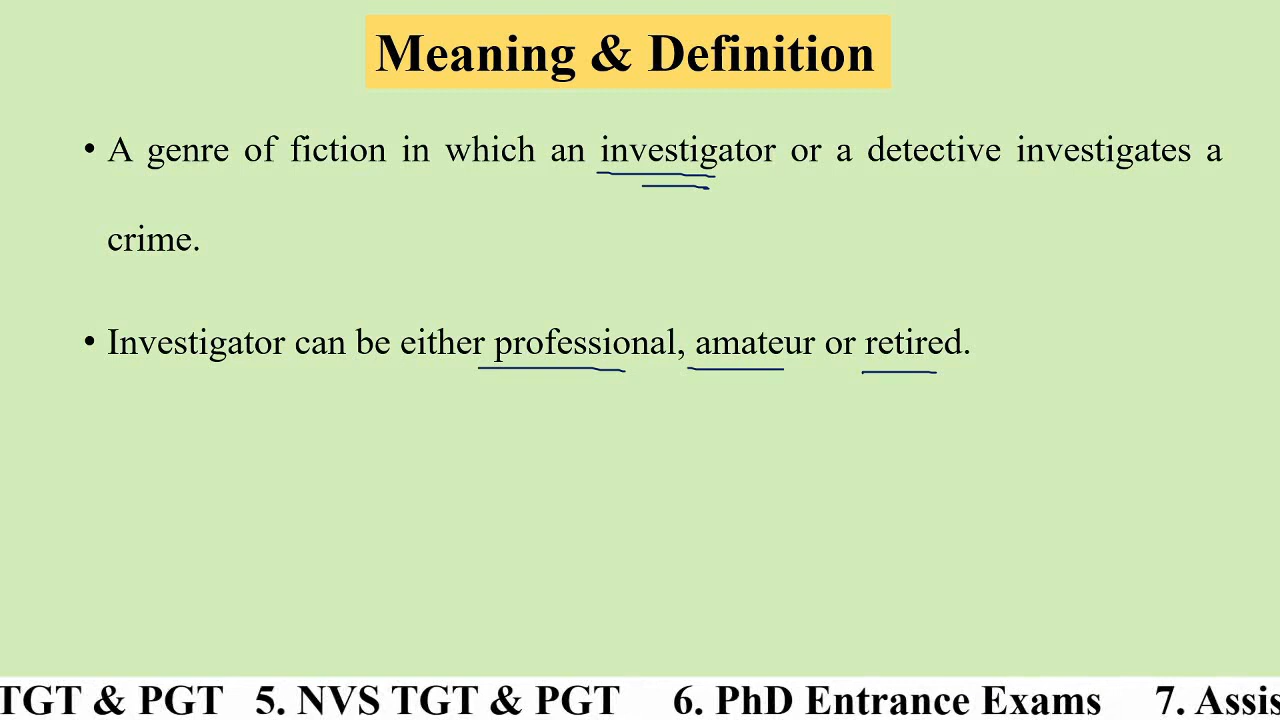 Meaning & Definition
• A genre of fiction in which an investigator or a detective investigates a
crime.
• Investigator can be either professional, amateur or retired.
TGT & PGT 5. NVS TGT & PGT 6. PhD Entrance Exams 7. Assis